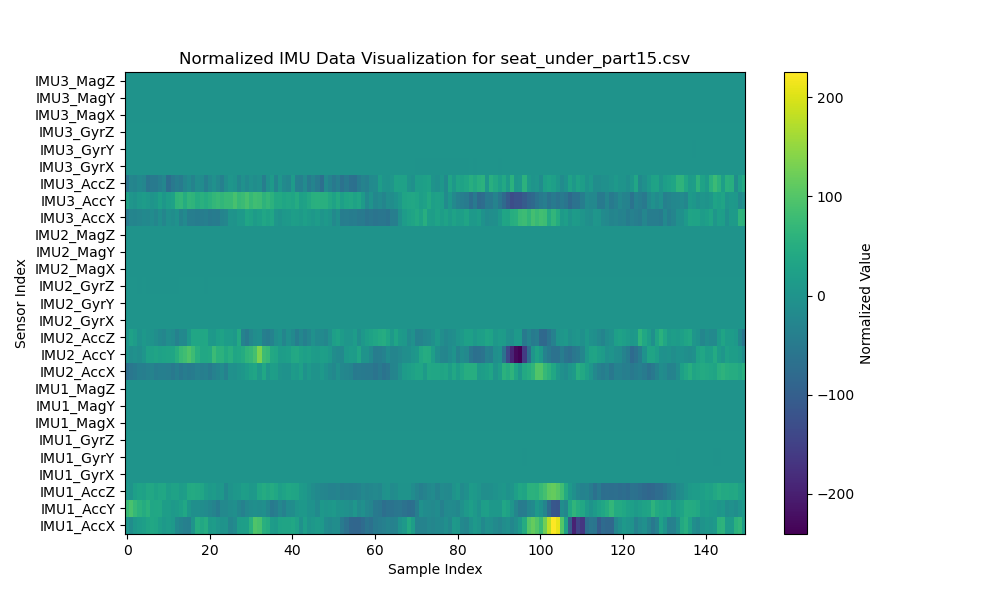 Normalized IMU Data Visualization for seat_under_part15.csv
IMU3_MagZ
IMU3_MagY
IMU3_MagX
IMU3_GyrZ
IMU3_GyrY
IMU3_GyrX
IMU3_AccZ
IMU3_AccY
IMU3_AccX
IMU2_MagZ
IMU2_MagY
IMU2_MagX
IMU2_GyrZ
IMU2_GyrY
IMU2_GyrX
IMU2_AccZ
IMU2_AccY
IMU2_AccX
IMU1_MagZ
IMU1_MagY
IMU1_MagX
IMU1_GyrZ
IMU1_GyrY
IMU1_GyrX
IMU1_AccZ
IMU1_AccY
IMU1_AccX
Sensor Index
0 20 40 60 80 100 120 140
Sample Index
200
100
0
−100
−200
Normalized Value